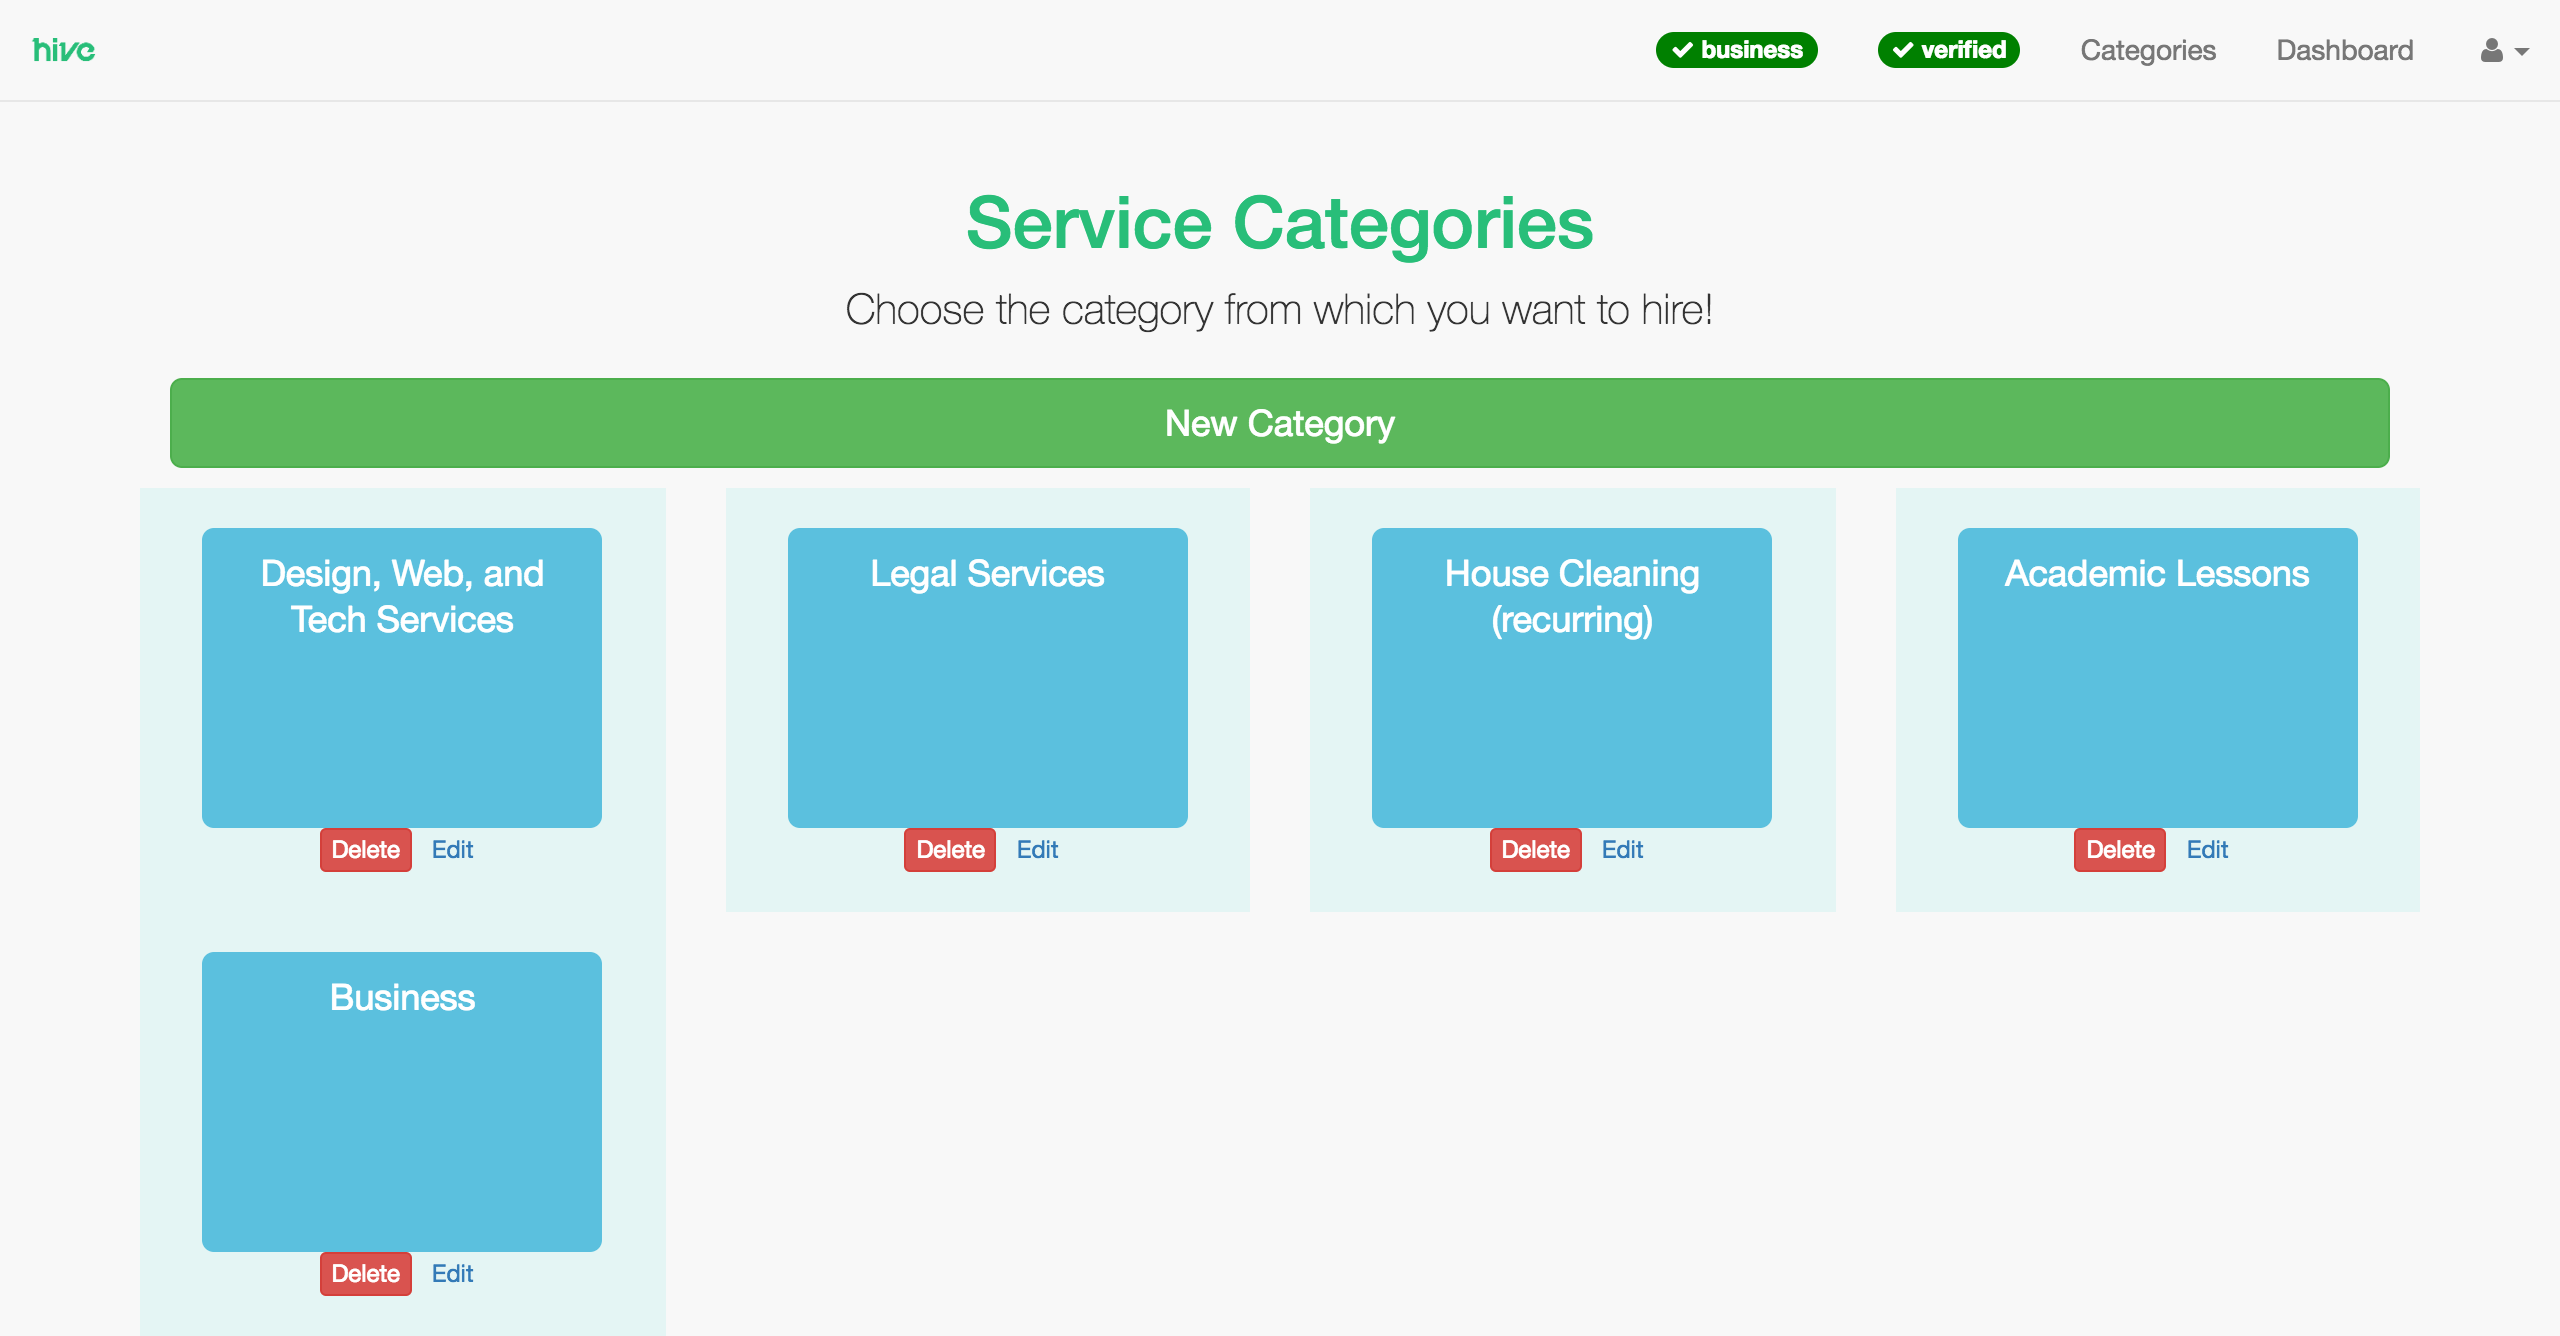 hive
business
verified
Categories
Dashboard
Service Categories
Choose the category from which you want to hire!
New Category
Design, Web, and
Tech Services
Delete Edit
Legal Services
Delete Edit
House Cleaning
(recurring)
Delete Edit
Academic Lessons
Delete Edit
Business
Delete Edit